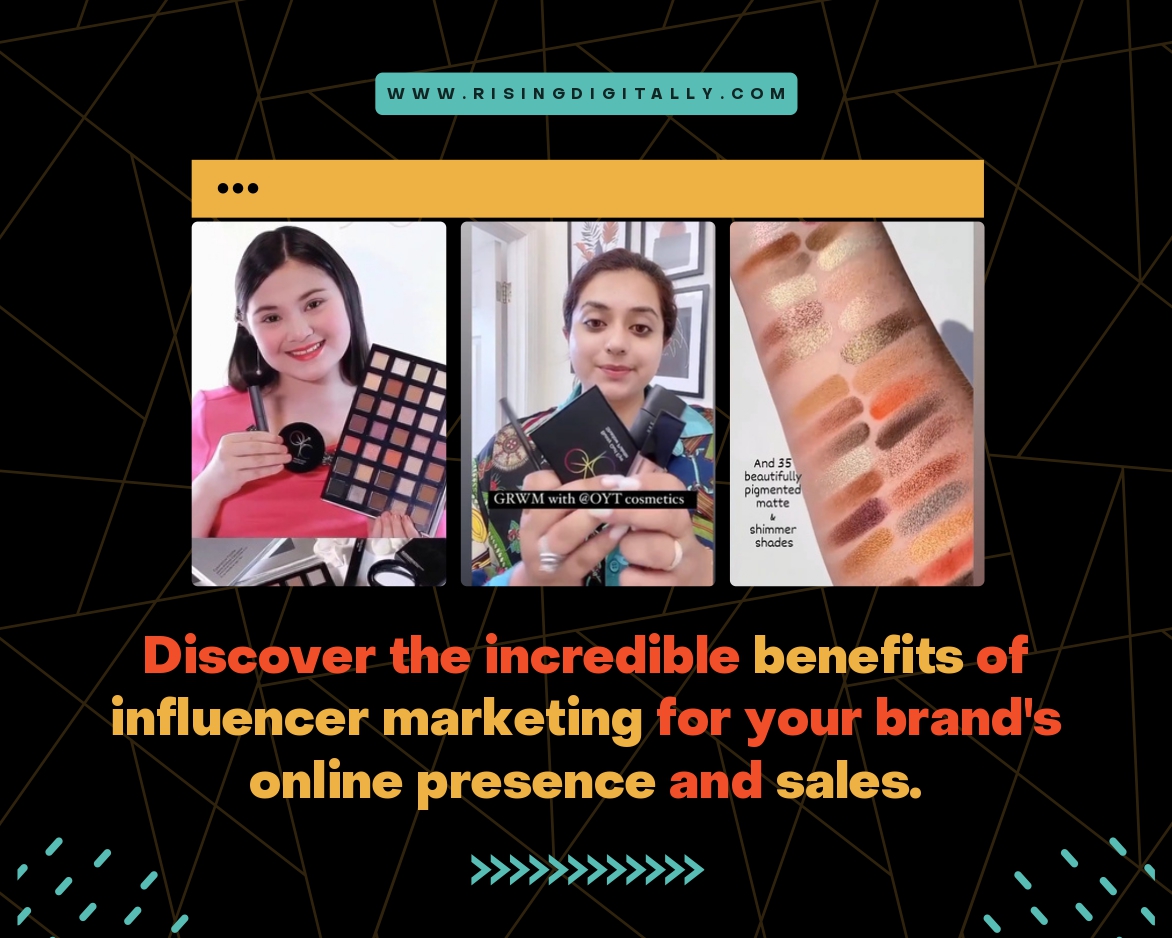 WWW.RISINGDIGITALLY.COM
GRWM with @OYT cosmetics
And 35
beautifully
pigmented
matte
&
shimmer
shades
Discover the incredible benefits of
influencer marketing for your brand's
online presence and sales.